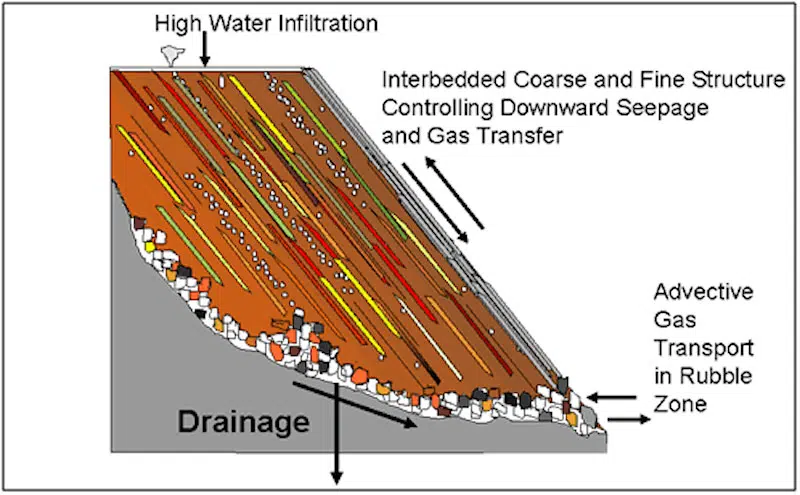 High Water Infiltration
Interbedded Coarse and Fine Structure
Controlling Downward Seepage
and Gas Transfer
Advective
Gas
Transport
in Rubble
Zone
Drainage